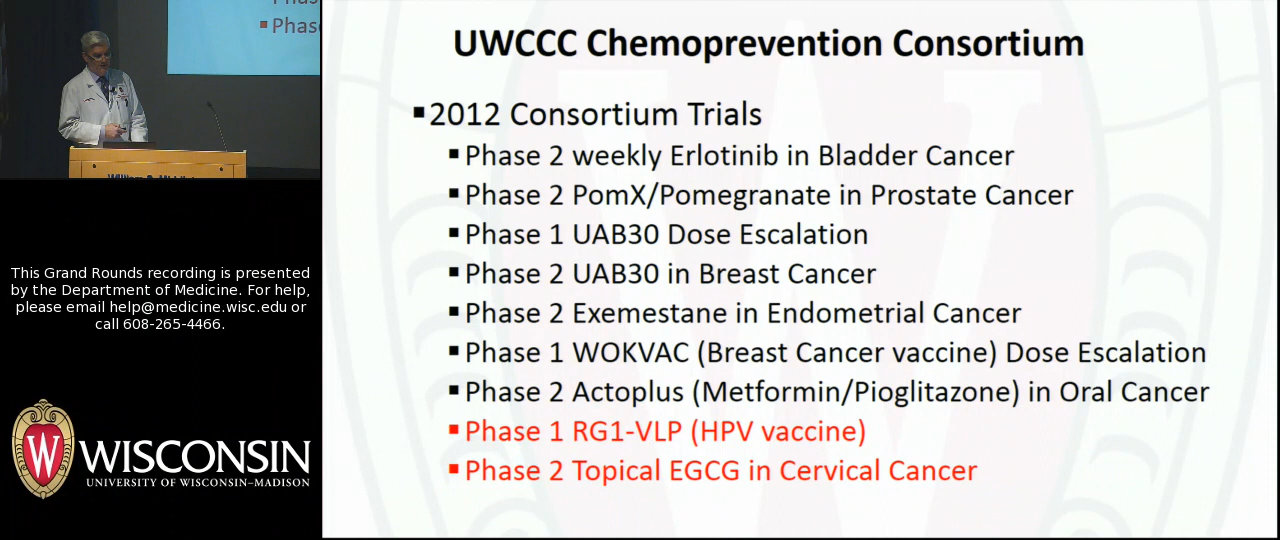 Phase
UWCCC Chemoprevention Consortium
▪2012 Consortium Trials
▪Phase 2 weekly Erlotinib in Bladder Cancer
▪Phase 2 PomX/Pomegranate in Prostate Cancer
▪Phase 1 UAB30 Dose Escalation
▪Phase 2 UAB30 in Breast Cancer
▪Phase 2 Exemestane in Endometrial Cancer
▪Phase 1 WOKVAC (Breast Cancer vaccine) Dose Escalation
▪Phase 2 Actoplus (Metformin/Pioglitazone) in Oral Cancer
▪Phase 1 RG1-VLP (HPV vaccine)
▪Phase 2 Topical EGCG in Cervical Cancer
This Grand Rounds recording is presented
by the Department of Medicine. For help,
please email help@medicine.wisc.edu or
call 608-265-4466.
W
WISCONSIN
UNIVERSITY OF WISCONSIN–MADISON